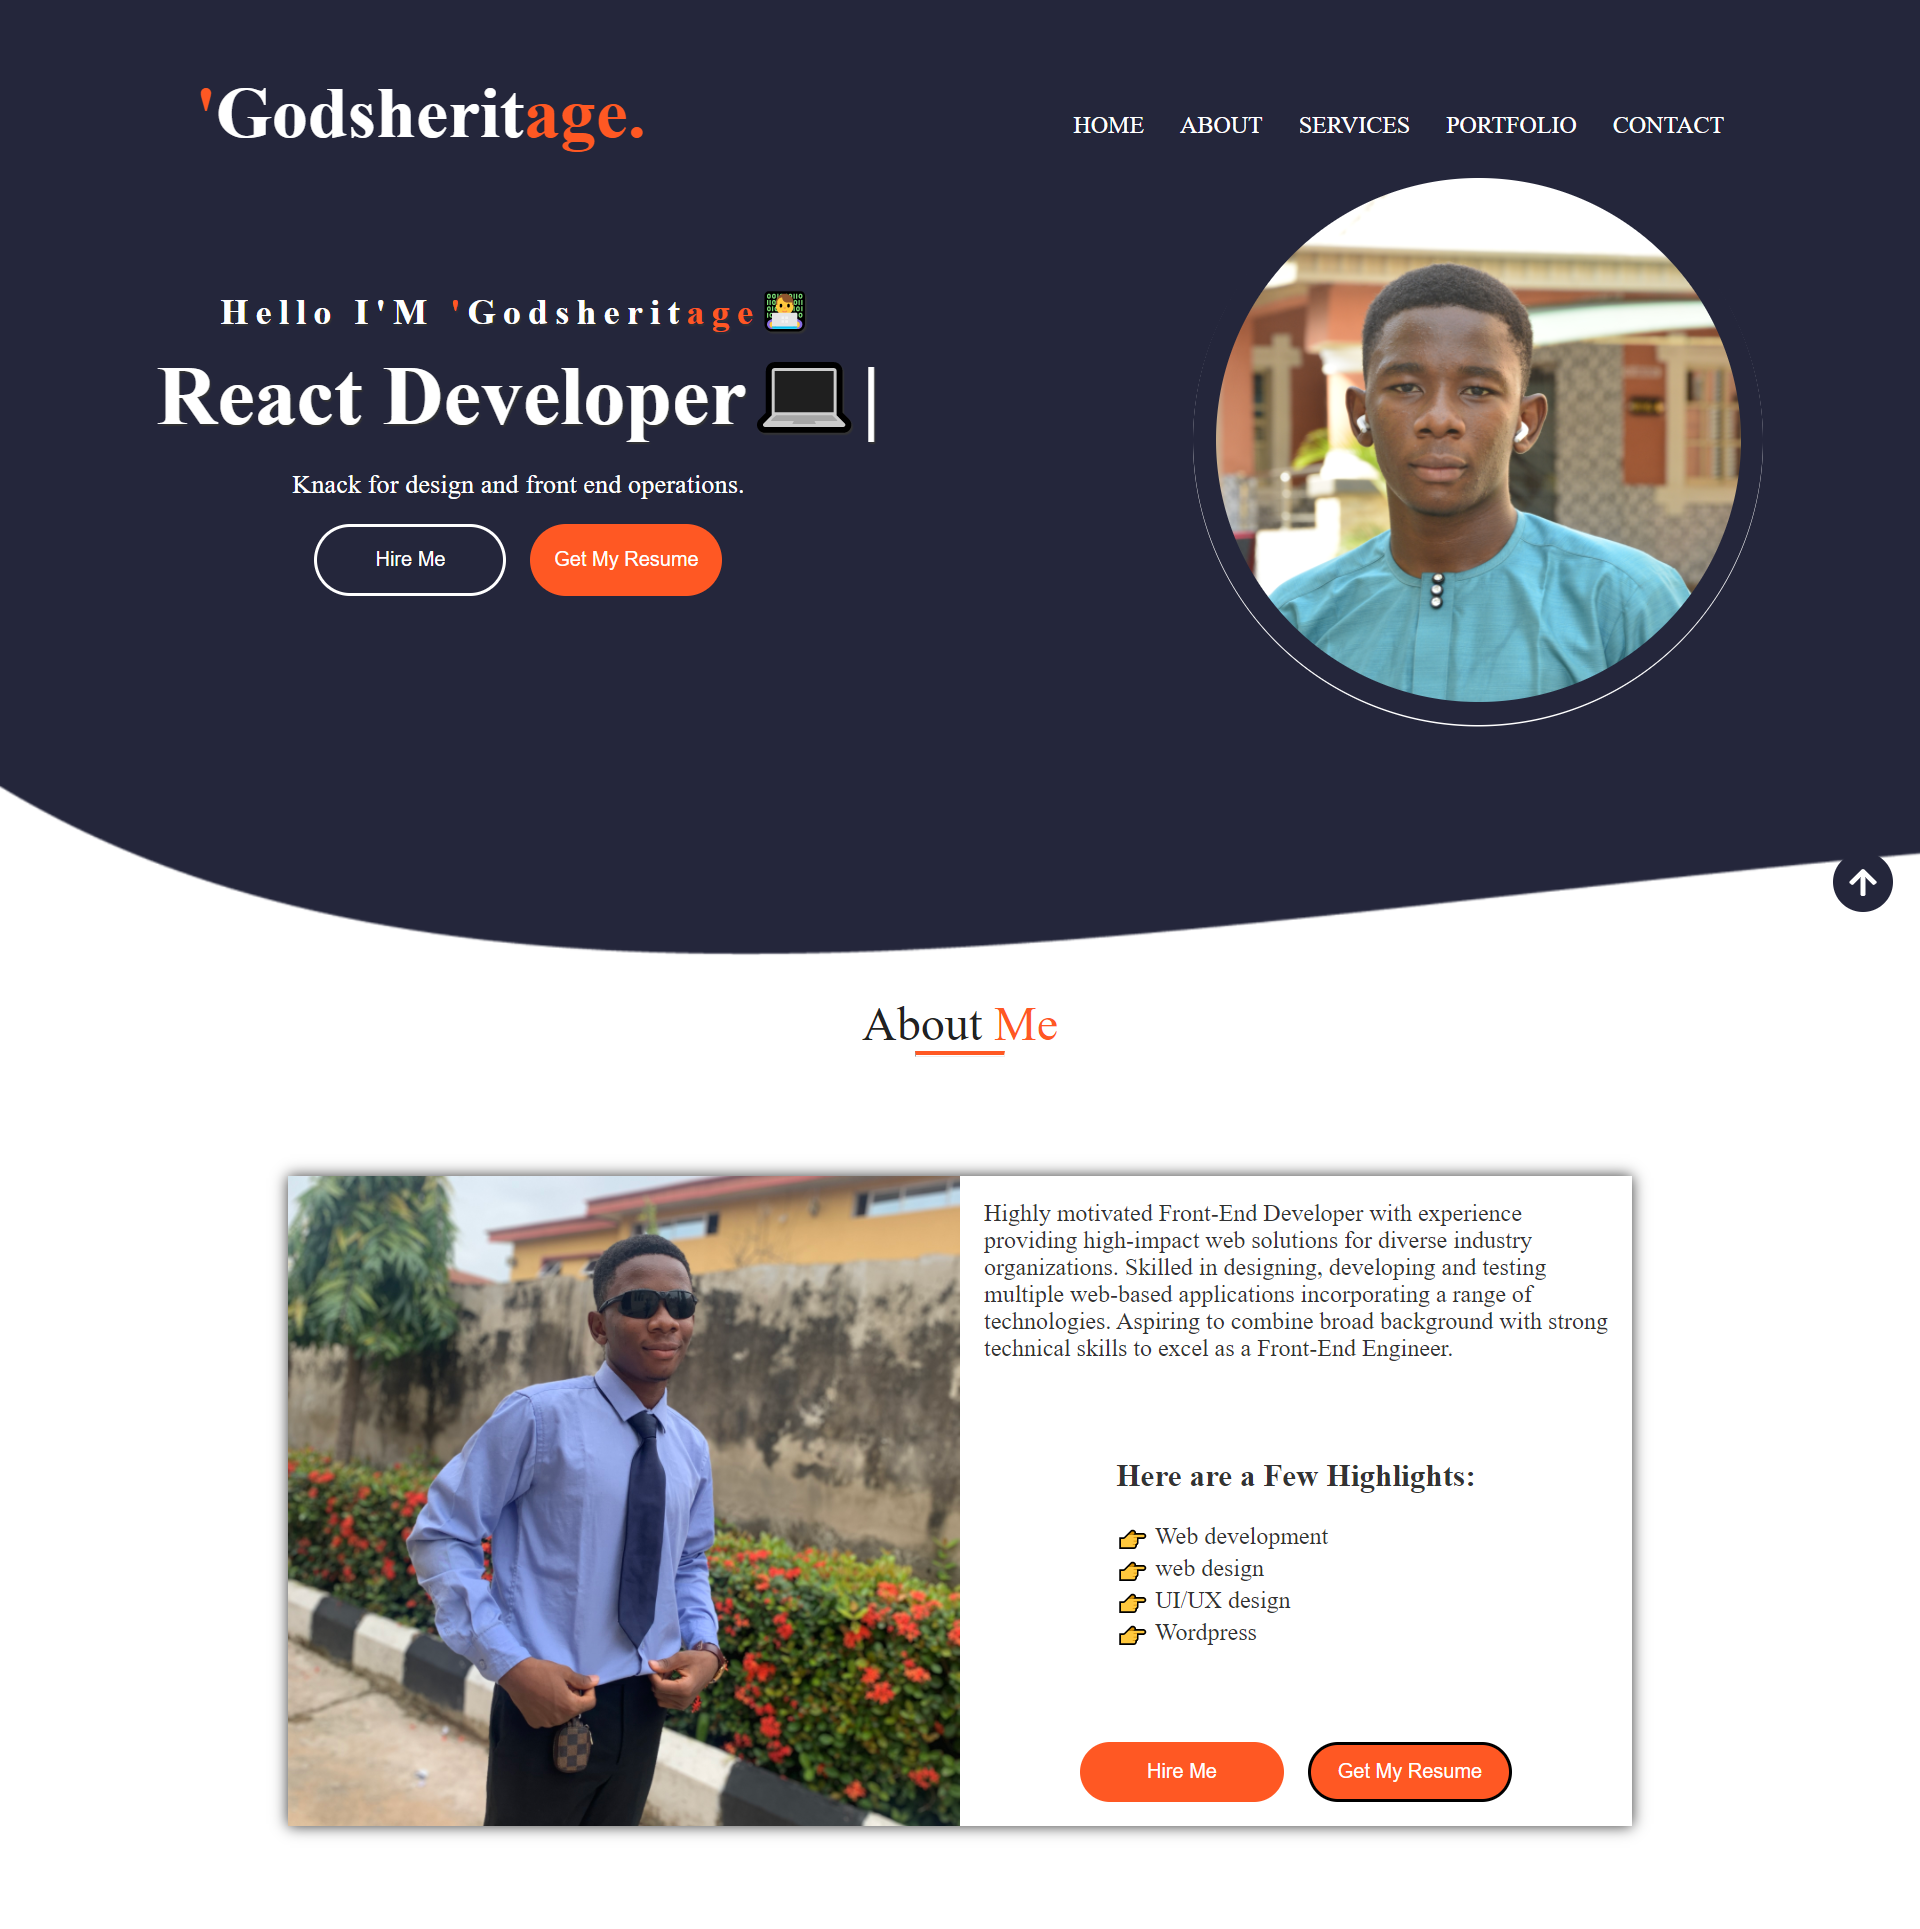 'Godsheritage.
HOME ABOUT SERVICES PORTFOLIO CONTACT
Hello I'M 'Godsheritage👨‍💻
React Developer💻|
Knack for design and front end operations.
Hire Me
Get My Resume
About Me
Highly motivated Front-End Developer with experience
providing high-impact web solutions for diverse industry
organizations. Skilled in designing, developing and testing
multiple web-based applications incorporating a range of
technologies. Aspiring to combine broad background with strong
technical skills to excel as a Front-End Engineer.
Here are a Few Highlights:
👉 Web development
👉 web design
👉 UI/UX design
👉 Wordpress
Hire Me
Get My Resume